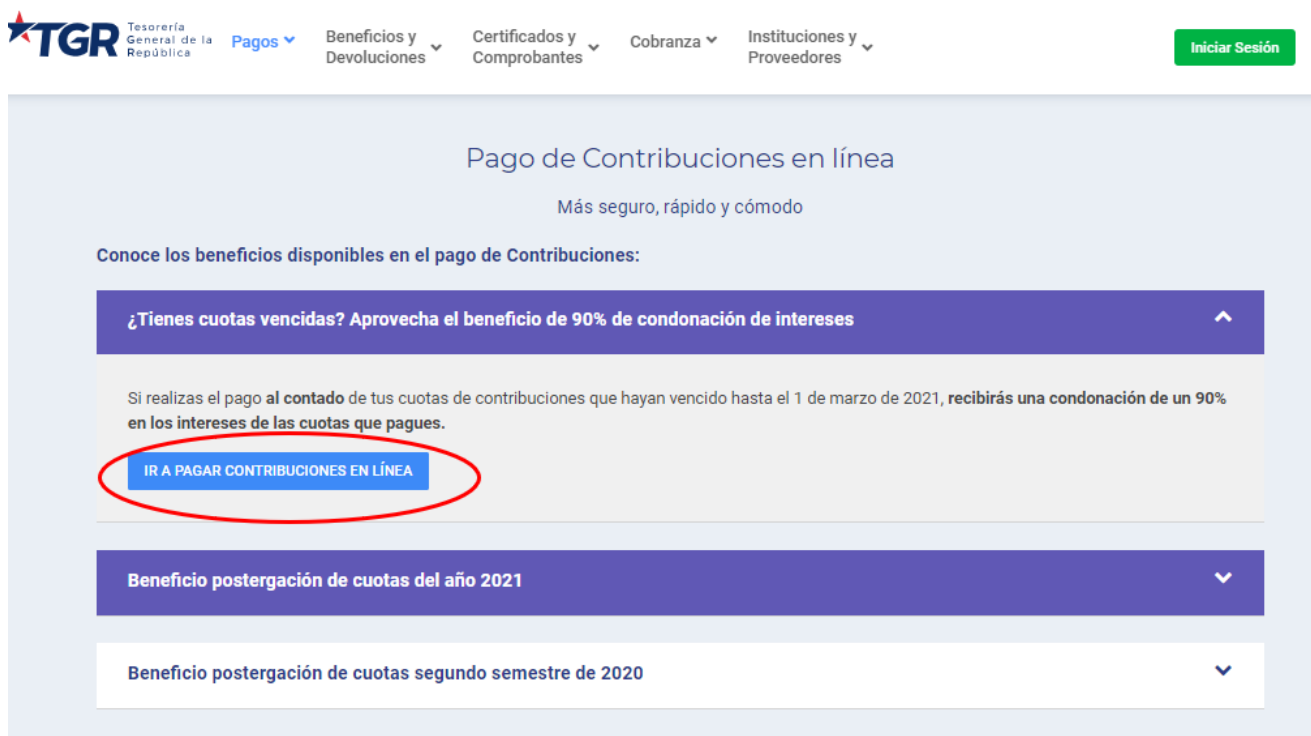 TGR
Tesorería
General de la
República
Pagos
Beneficios y
Devoluciones
Certificados y
Comprobantes
Cobranza
Instituciones y
Proveedores
Iniciar Sesión
Pago de Contribuciones en línea
Más seguro, rápido y cómodo
Conoce los beneficios disponibles en el pago de Contribuciones:
¿Tienes cuotas vencidas? Aprovecha el beneficio de 90% de condonación de intereses
Si realizas el pago al contado de tus cuotas de contribuciones que hayan vencido hasta el 1 de marzo de 2021, recibirás una condonación de un 90%
en los intereses de las cuotas que pagues.
IR A PAGAR CONTRIBUCIONES EN LÍNEA
Beneficio postergación de cuotas del año 2021
Beneficio postergación de cuotas segundo semestre de 2020